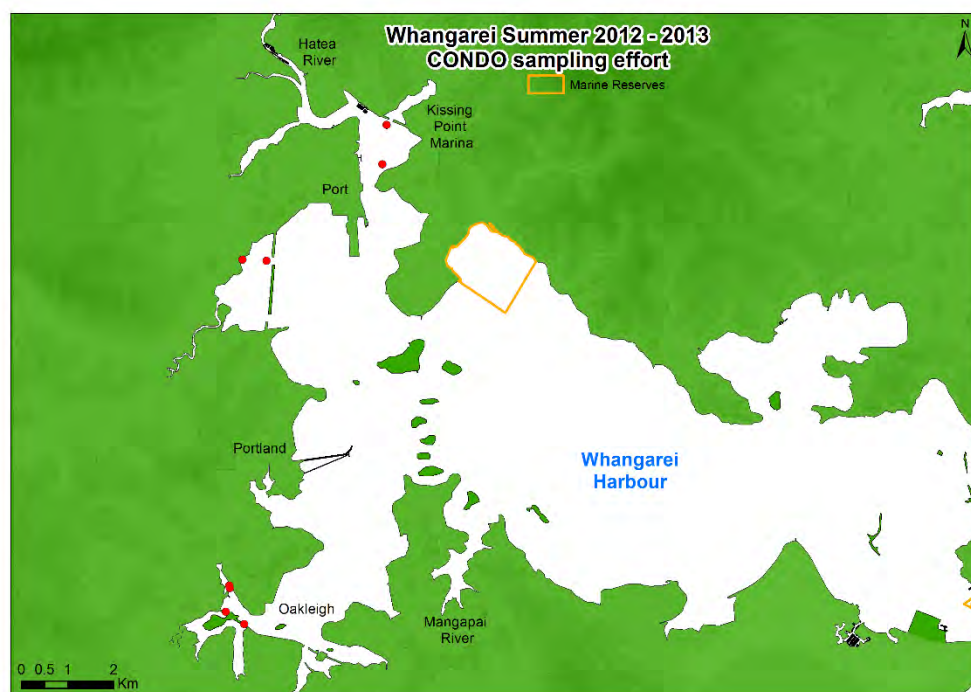 Whangarei Summer 2012 - 2013
CONDO sampling effort
Marine Reserves
N
Hatea
River
Kissing
Point
Marina
Port
Portland
Whangarei
Harbour
Oakleigh
Mangapai
River
0 0.5 1 2
Km